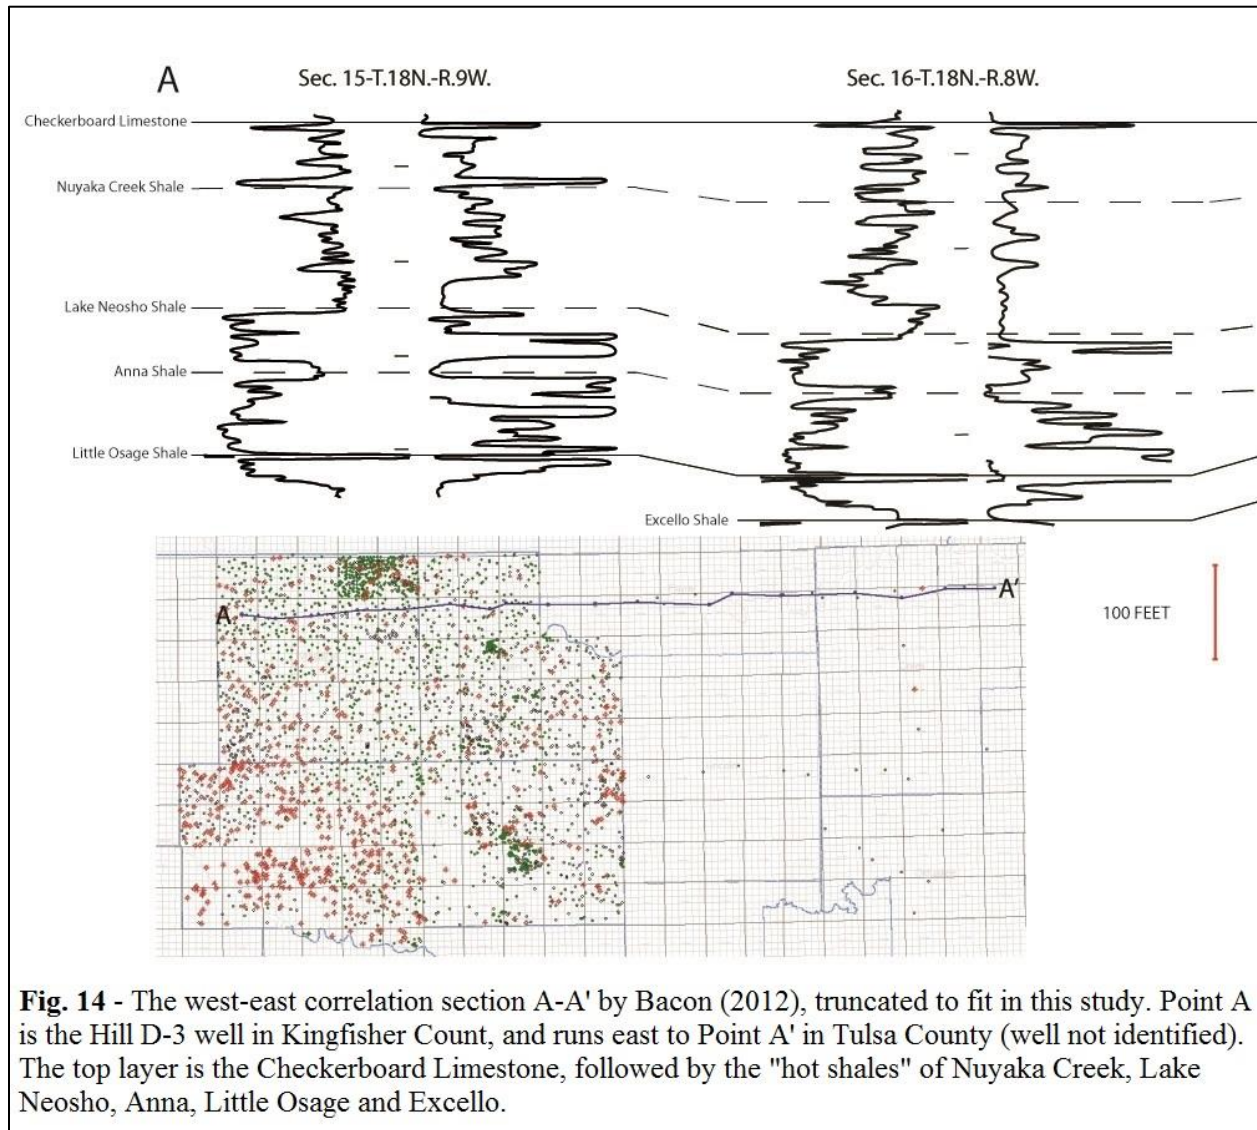 A
Sec. 15-T.18N.-R.9W.
Sec. 16-T.18N.-R.8W.
Checkerboard Limestone
Nuyaka Creek Shale
Lake Neosho Shale
Anna Shale
Little Osage Shale
Excello Shale
A
A'
100 FEET
Fig. 14 - The west-east correlation section A-A' by Bacon (2012), truncated to fit in this study. Point A
is the Hill D-3 well in Kingfisher Count, and runs east to Point A' in Tulsa County (well not identified).
The top layer is the Checkerboard Limestone, followed by the "hot shales" of Nuyaka Creek, Lake
Neosho, Anna, Little Osage and Excello.